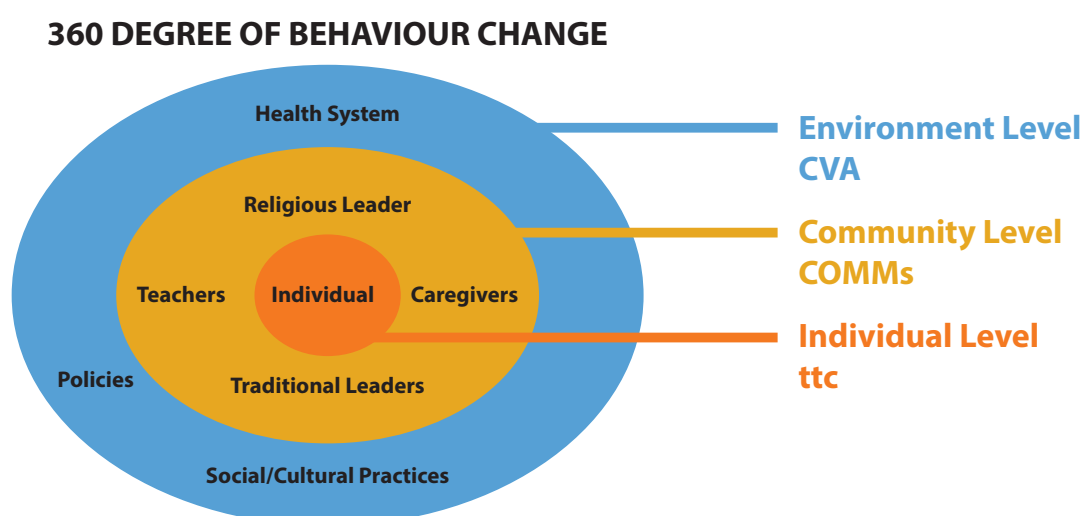 360 DEGREE OF BEHAVIOUR CHANGE
Health System
Religious Leader
Teachers
Individual
Caregivers
Policies
Traditional Leaders
Social/Cultural Practices
Environment Level
CVA
Community Level
COMMs
Individual Level
ttc